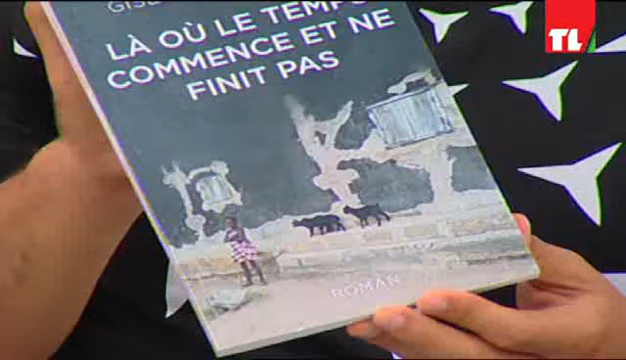 LÀ OÙ LE TEMPS
COMMENCE ET NE
FINIT PAS
ROMAN
TL